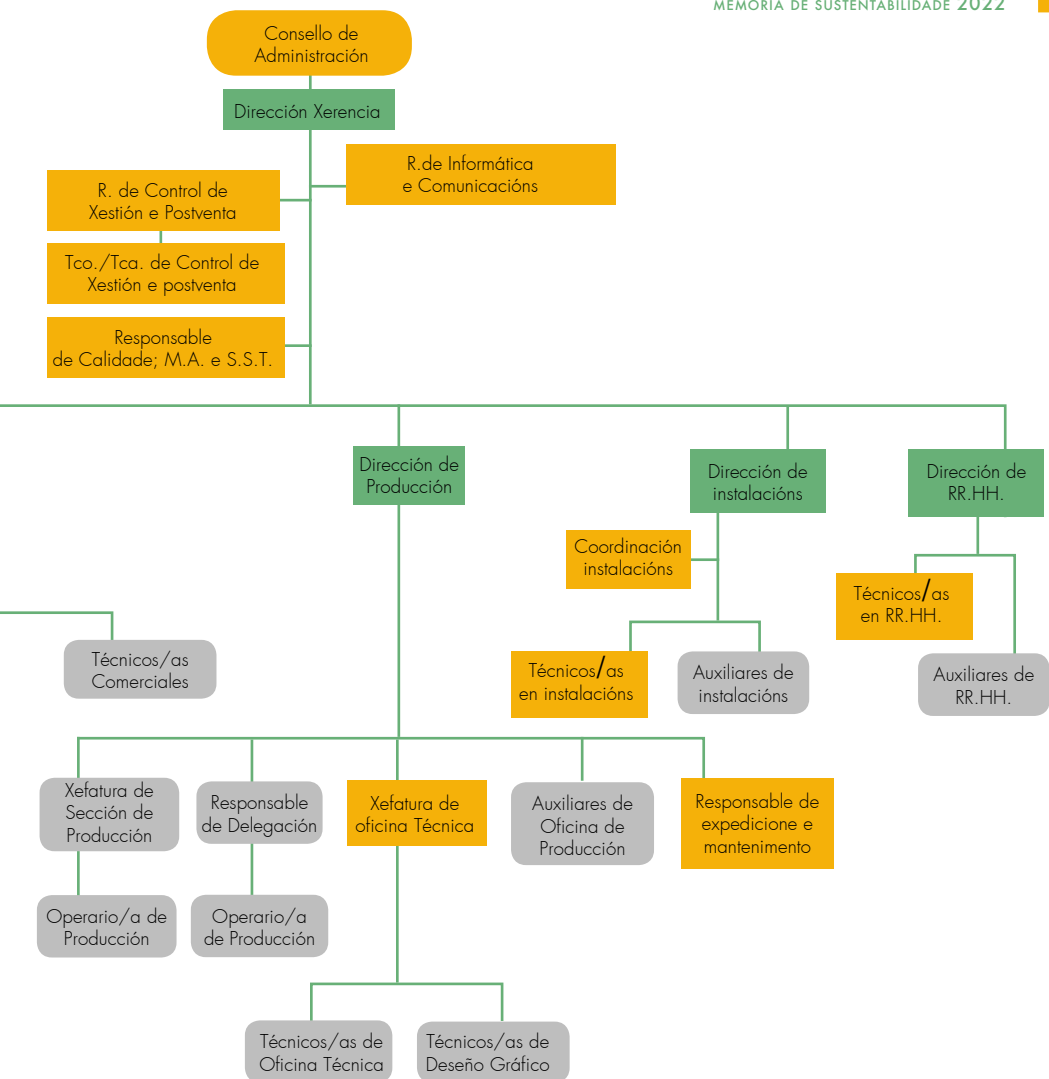 MEMORIA DE SUSTENTABILIDADE 2022
Consello de
Administración
Dirección Xerencia
R.de Informática
e Comunicacións
R. de Control de
Xestión e Postventa
Tco./Tca. de Control de
Xestión e postventa
Responsable
de Calidade; M.A. e S.S.T.
Dirección de
Producción
Dirección de
instalacións
Dirección de
RR.HH.
Coordinación
instalacións
Técnicos/as
en RR.HH.
Técnicos/as
Comerciales
Técnicos/as
en instalacións
Auxiliares de
instalacións
Auxiliares de
RR.HH.
Xefatura de
Sección de
Producción
Responsable
de Delegación
Xefatura de
oficina Técnica
Auxiliares de
Oficina de
Producción
Responsable de
expedicione e
mantenimento
Operario/a de
Producción
Operario/a
de Producción
Técnicos/as de
Oficina Técnica
Técnicos/as de
Deseño Gráfico